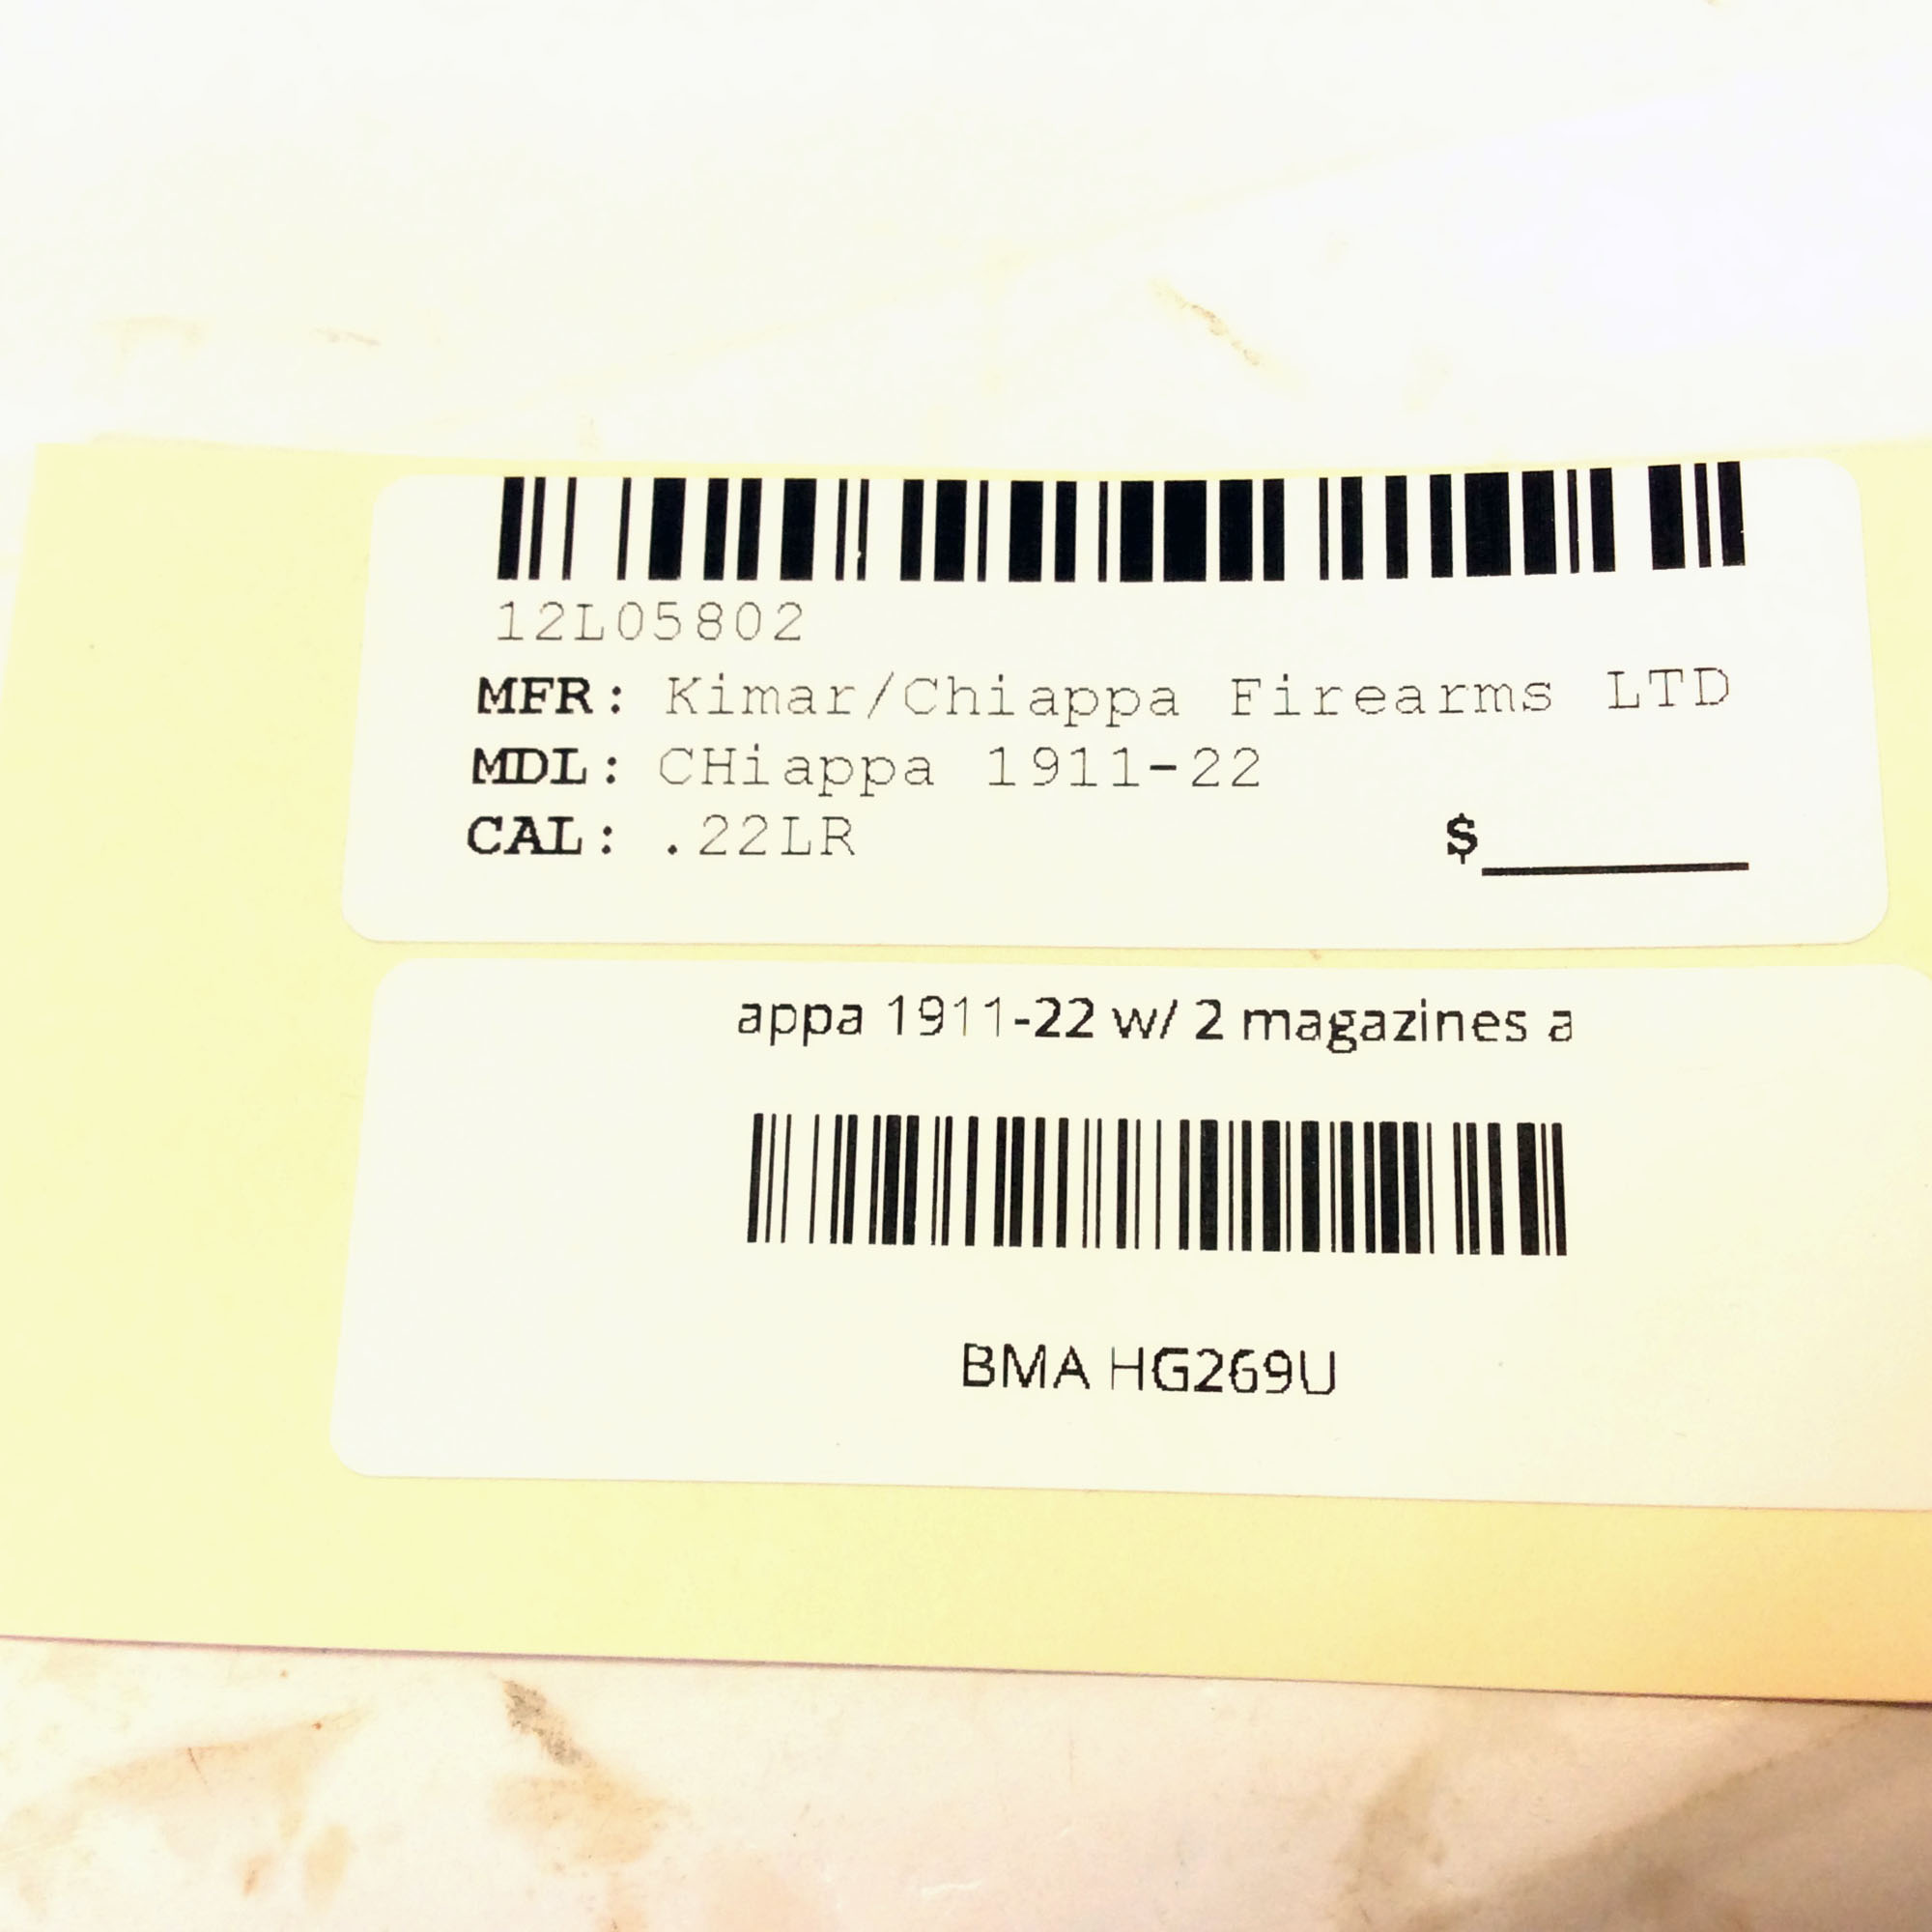 12L05802
MFR: Kimar/Chiappa Firearms LTD
MDL: CHiappa 1911-22
CAL: .22LR $
appa 1911-22 w/ 2 magazines a
BMA HG269U